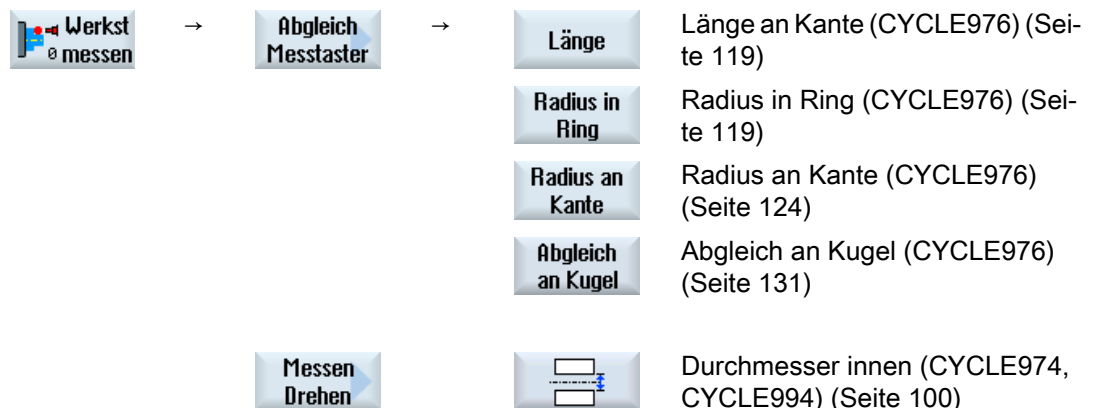 Werkst
0 messen
→
Abgleich
Messtaster
→
Länge
Länge an Kante (CYCLE976) (Sei-
te 119)
Radius in
Ring
Radius in Ring (CYCLE976) (Sei-
te 119)
Radius an
Kante
Radius an Kante (CYCLE976)
(Seite 124)
Abgleich
an Kugel
Abgleich an Kugel (CYCLE976)
(Seite 131)
Messen
Drehen
Durchmesser innen (CYCLE974,
CYCLE994) (Seite 100)